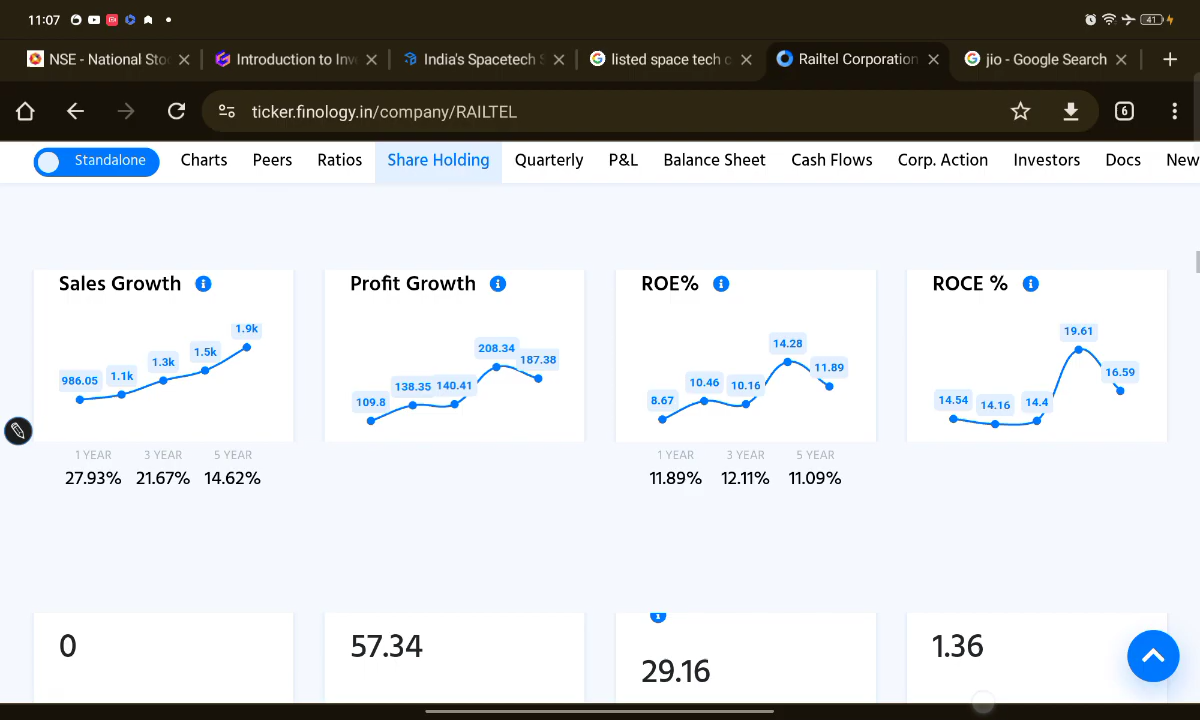 11:07
41
NSE - National Sto
Introduction to Inv
India's Spacetech S
listed space tech c
Railtel Corporation
jio - Google Search
ticker.finology.in/company/RAILTEL
6
Standalone Charts Peers Ratios Share Holding Quarterly P&L Balance Sheet Cash Flows Corp. Action Investors Docs New
Sales Growth
986.05 1.1k 1.3k 1.5k 1.9k
1 YEAR 3 YEAR 5 YEAR
27.93% 21.67% 14.62%
Profit Growth
109.8 138.35 140.41 208.34 187.38
ROE%
8.67 10.46 10.16 14.28 11.89
1 YEAR 3 YEAR 5 YEAR
11.89% 12.11% 11.09%
ROCE %
14.54 14.16 14.4 19.61 16.59
0
57.34
29.16
1.36